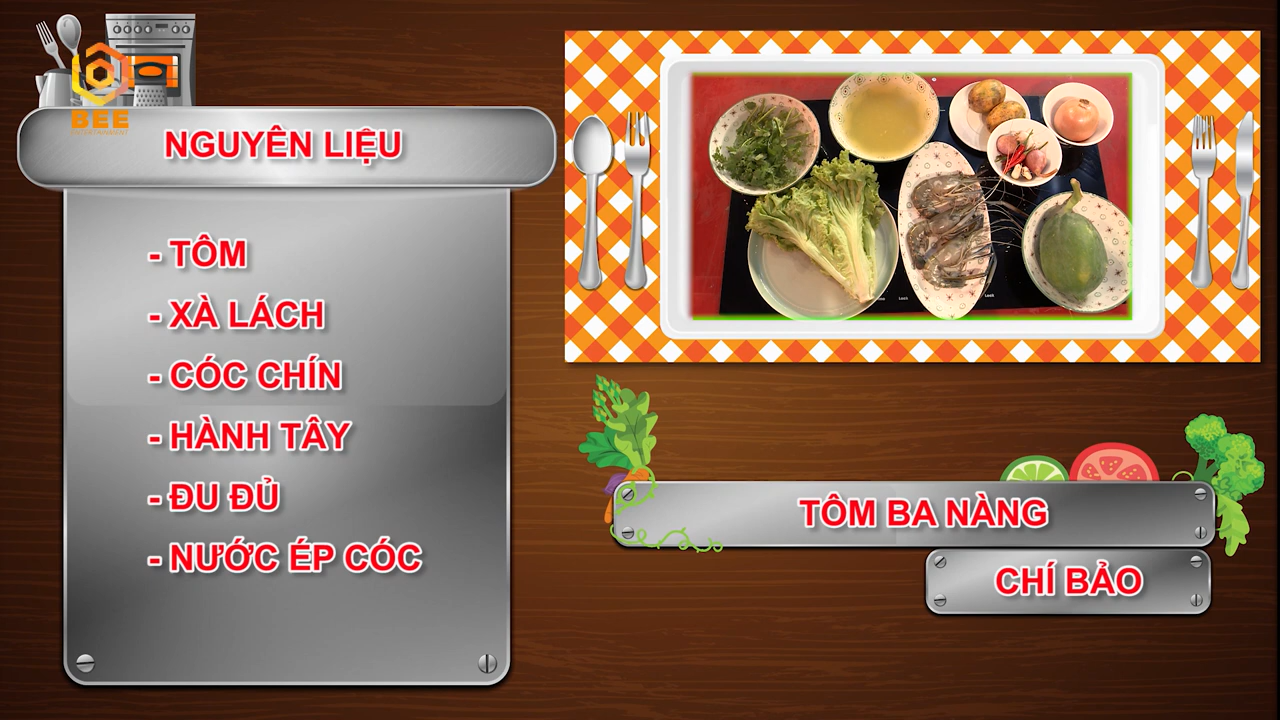 BEE
ENTERTAINMENT
NGUYÊN LIỆU
- TÔM
- XÀ LÁCH
- CÓC CHÍN
- HÀNH TÂY
- ĐU ĐỦ
- NƯỚC ÉP CÓC
TÔM BA NÀNG
CHÍ BẢO